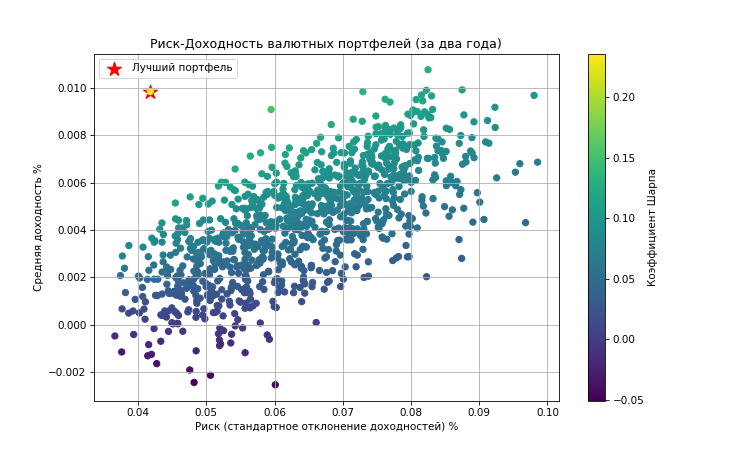 Риск-Доходность валютных портфелей (за два года)
Лучший портфель
Средняя доходность %
0.010
0.008
0.006
0.004
0.002
0.000
−0.002
0.04 0.05 0.06 0.07 0.08 0.09 0.10
Риск (стандартное отклонение доходностей) %
0.20
0.15
0.10
0.05
0.00
−0.05
Коэффициент Шарпа